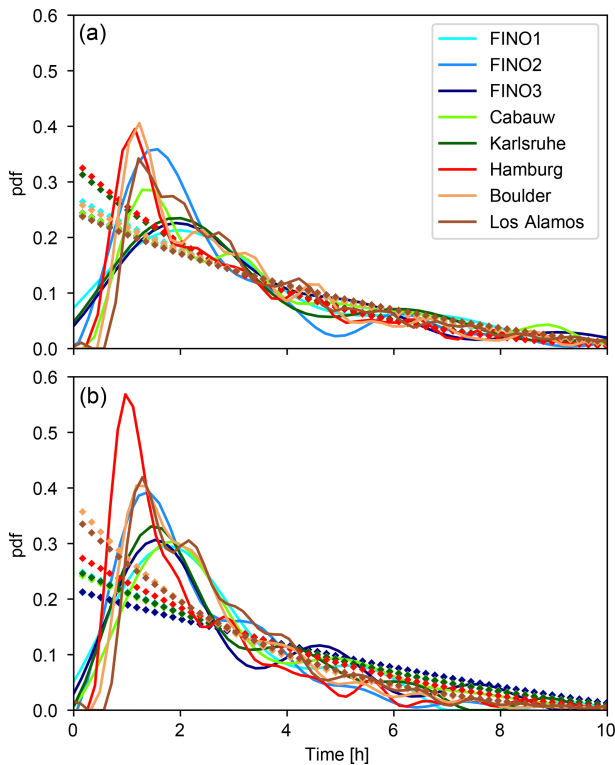 0.6
(a)
FINO1
FINO2
0.5
FINO3
Cabauw
0.4
Karlsruhe
Hamburg
pdf
0.3
Boulder
Los Alamos
0.2
0.1
0.0
0.6
(b)
0.5
0.4
pdf
0.3
0.2
0.1
0.0
0 2 4 6 8 10
Time [h]